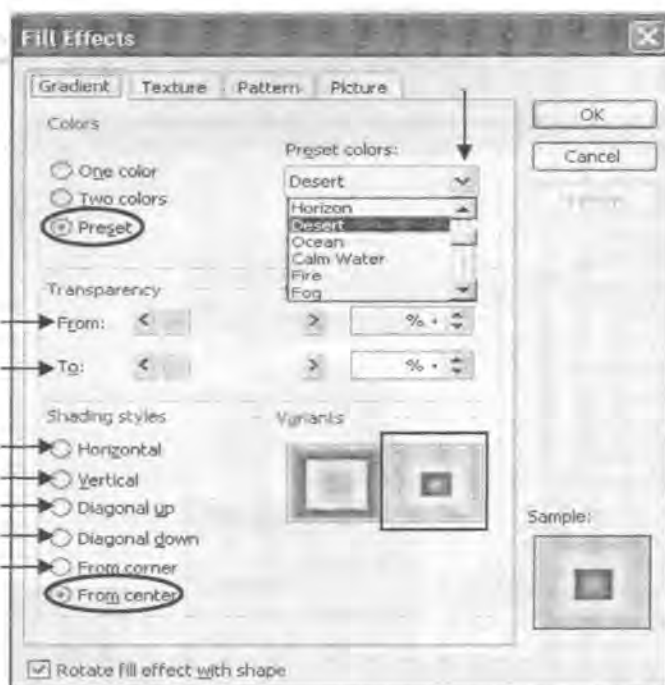 Fill Effects
Gradient Texture Pattern Picture
Colors
One color
Two colors
Preset
Preset colors:
Desert
Horizon
Desert
Ocean
Calm Water
Fire
Fog
OK
Cancel
Transparency
From: < > %
To: < > %
Shading styles
Horizontal
Vertical
Diagonal up
Diagonal down
From corner
From center
Variants
Sample:
Rotate fill effect with shape